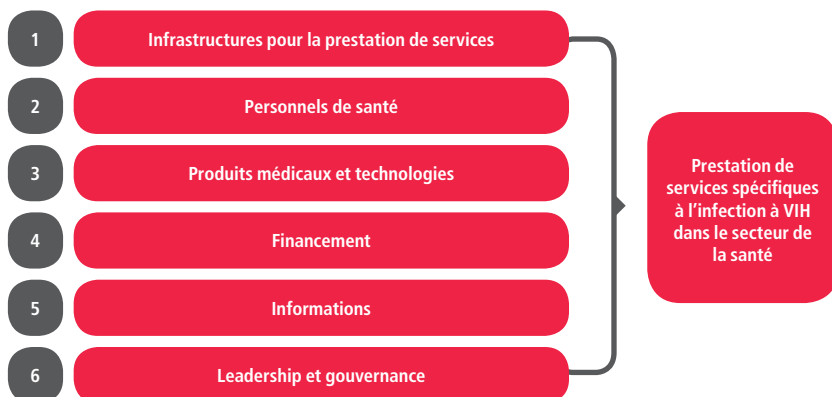 1
Infrastructures pour la prestation de services
2
Personnels de santé
3
Produits médicaux et technologies
4
Financement
5
Informations
6
Leadership et gouvernance
Prestation de
services spécifiques
à l’infection à VIH
dans le secteur de
la santé